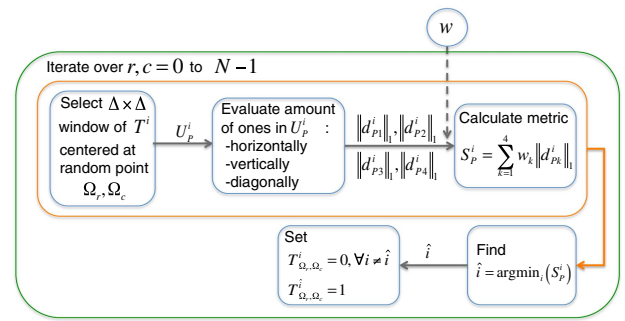 w
Iterate over r, c = 0 to N − 1
Select Δ × Δ
window of T^i
centered at
random point
Ω_r, Ω_c
U_P^i
Evaluate amount
of ones in U_P^i :
-horizontally
-vertically
-diagonally
‖d_{P1}^i‖_1, ‖d_{P2}^i‖_1
‖d_{P3}^i‖_1, ‖d_{P4}^i‖_1
Calculate metric
S_P^i = ∑_{k=1}^{4} w_k ‖d_{Pk}^i‖_1
Set
T_{Ω_r,Ω_c}^i = 0, ∀i ≠ î
T_{Ω_r,Ω_c}^î = 1
î
Find
î = argmin_i (S_P^i)